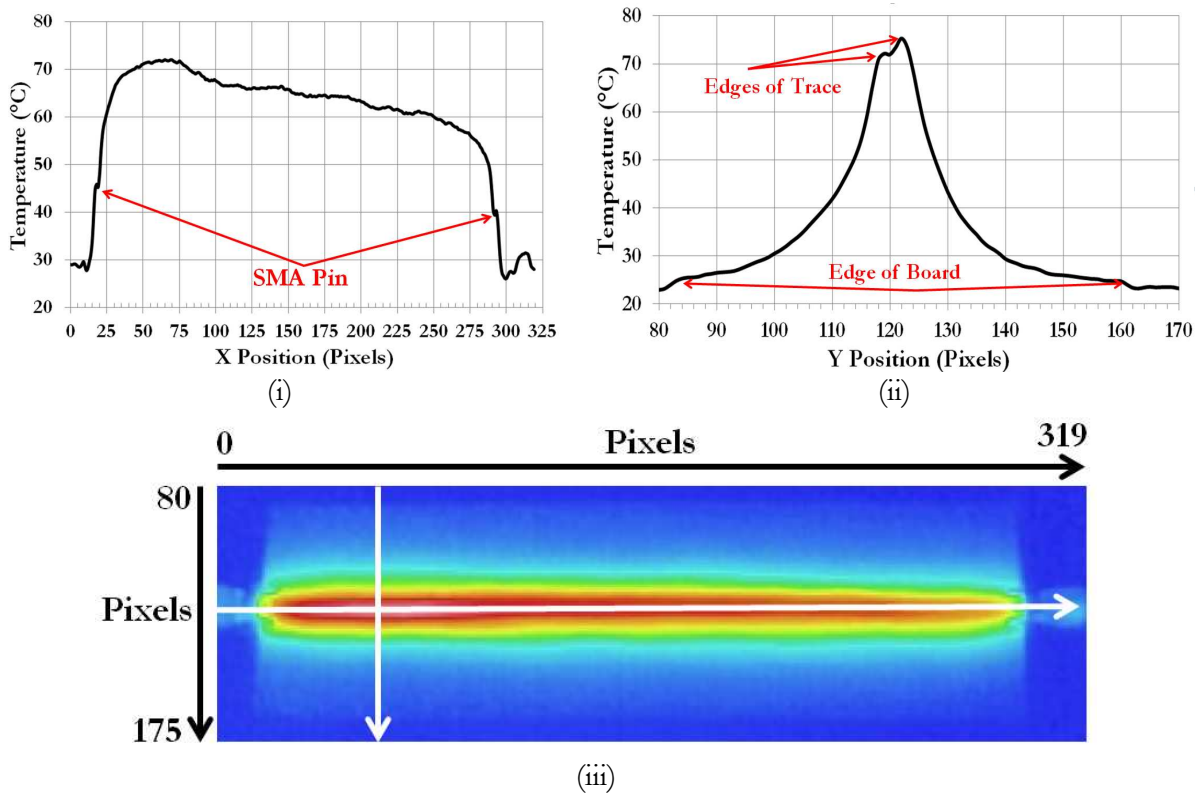 80
70
60
50
40
30
20
Temperature (°C)
SMA Pin
0 25 50 75 100 125 150 175 200 225 250 275 300 325
X Position (Pixels)
(i)
80
70
60
50
40
30
20
Temperature (°C)
Edges of Trace
Edge of Board
80 90 100 110 120 130 140 150 160 170
Y Position (Pixels)
(ii)
0 Pixels 319
80
Pixels
175
(iii)